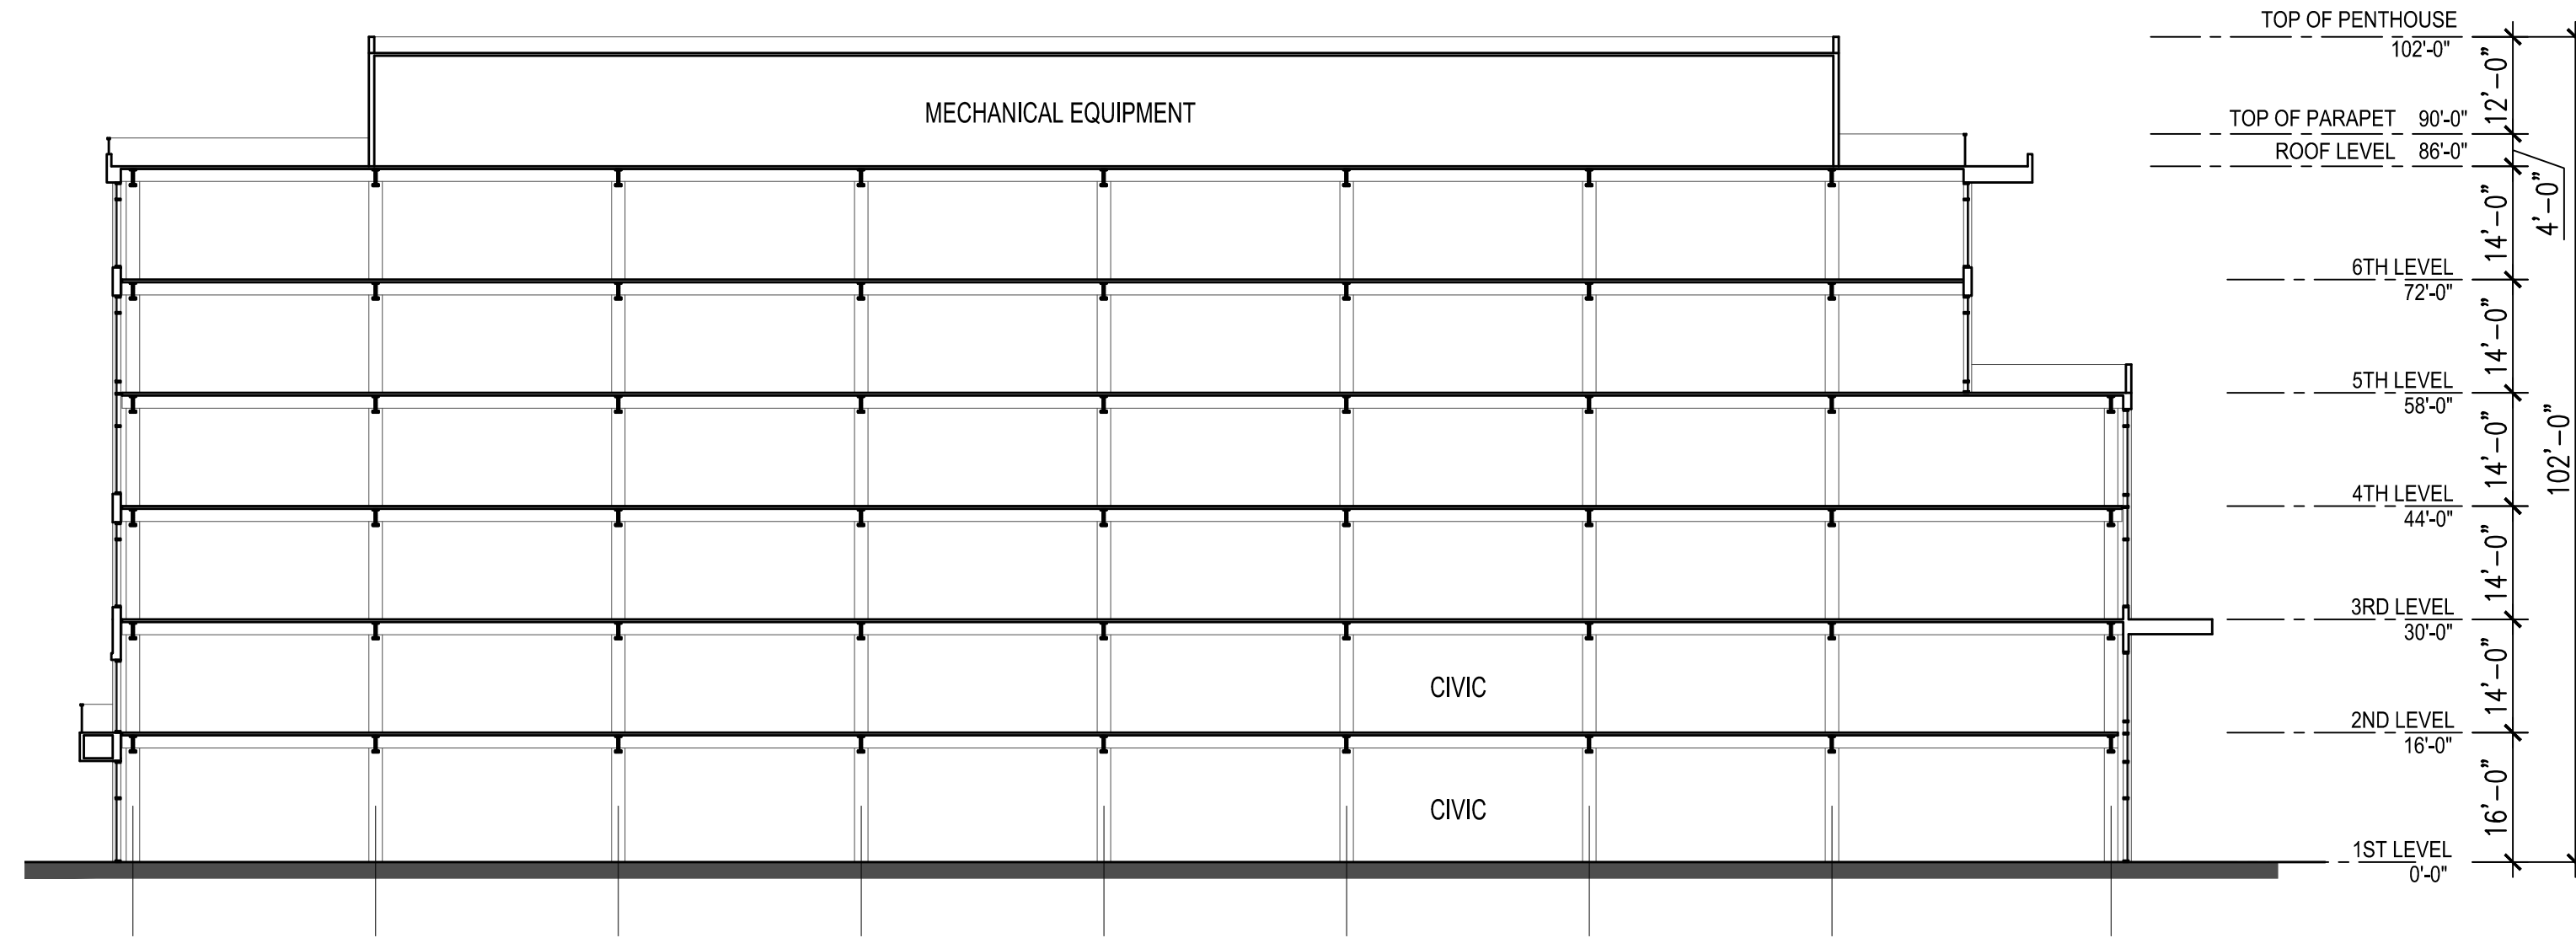 TOP OF PENTHOUSE
102'-0"
12'-0"
MECHANICAL EQUIPMENT
TOP OF PARAPET 90'-0"
ROOF LEVEL 86'-0"
4'-0"
14'-0"
6TH LEVEL
72'-0"
14'-0"
5TH LEVEL
58'-0"
14'-0"
102'-0"
4TH LEVEL
44'-0"
14'-0"
3RD LEVEL
30'-0"
CIVIC
14'-0"
2ND LEVEL
16'-0"
CIVIC
16'-0"
1ST LEVEL
0'-0"